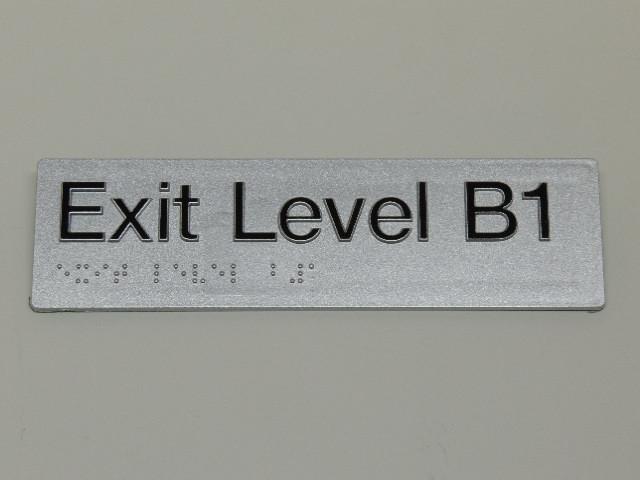 Exit Level B1
⠑⠭⠊⠞ ⠇⠑⠧⠑⠇ ⠃⠼⠁